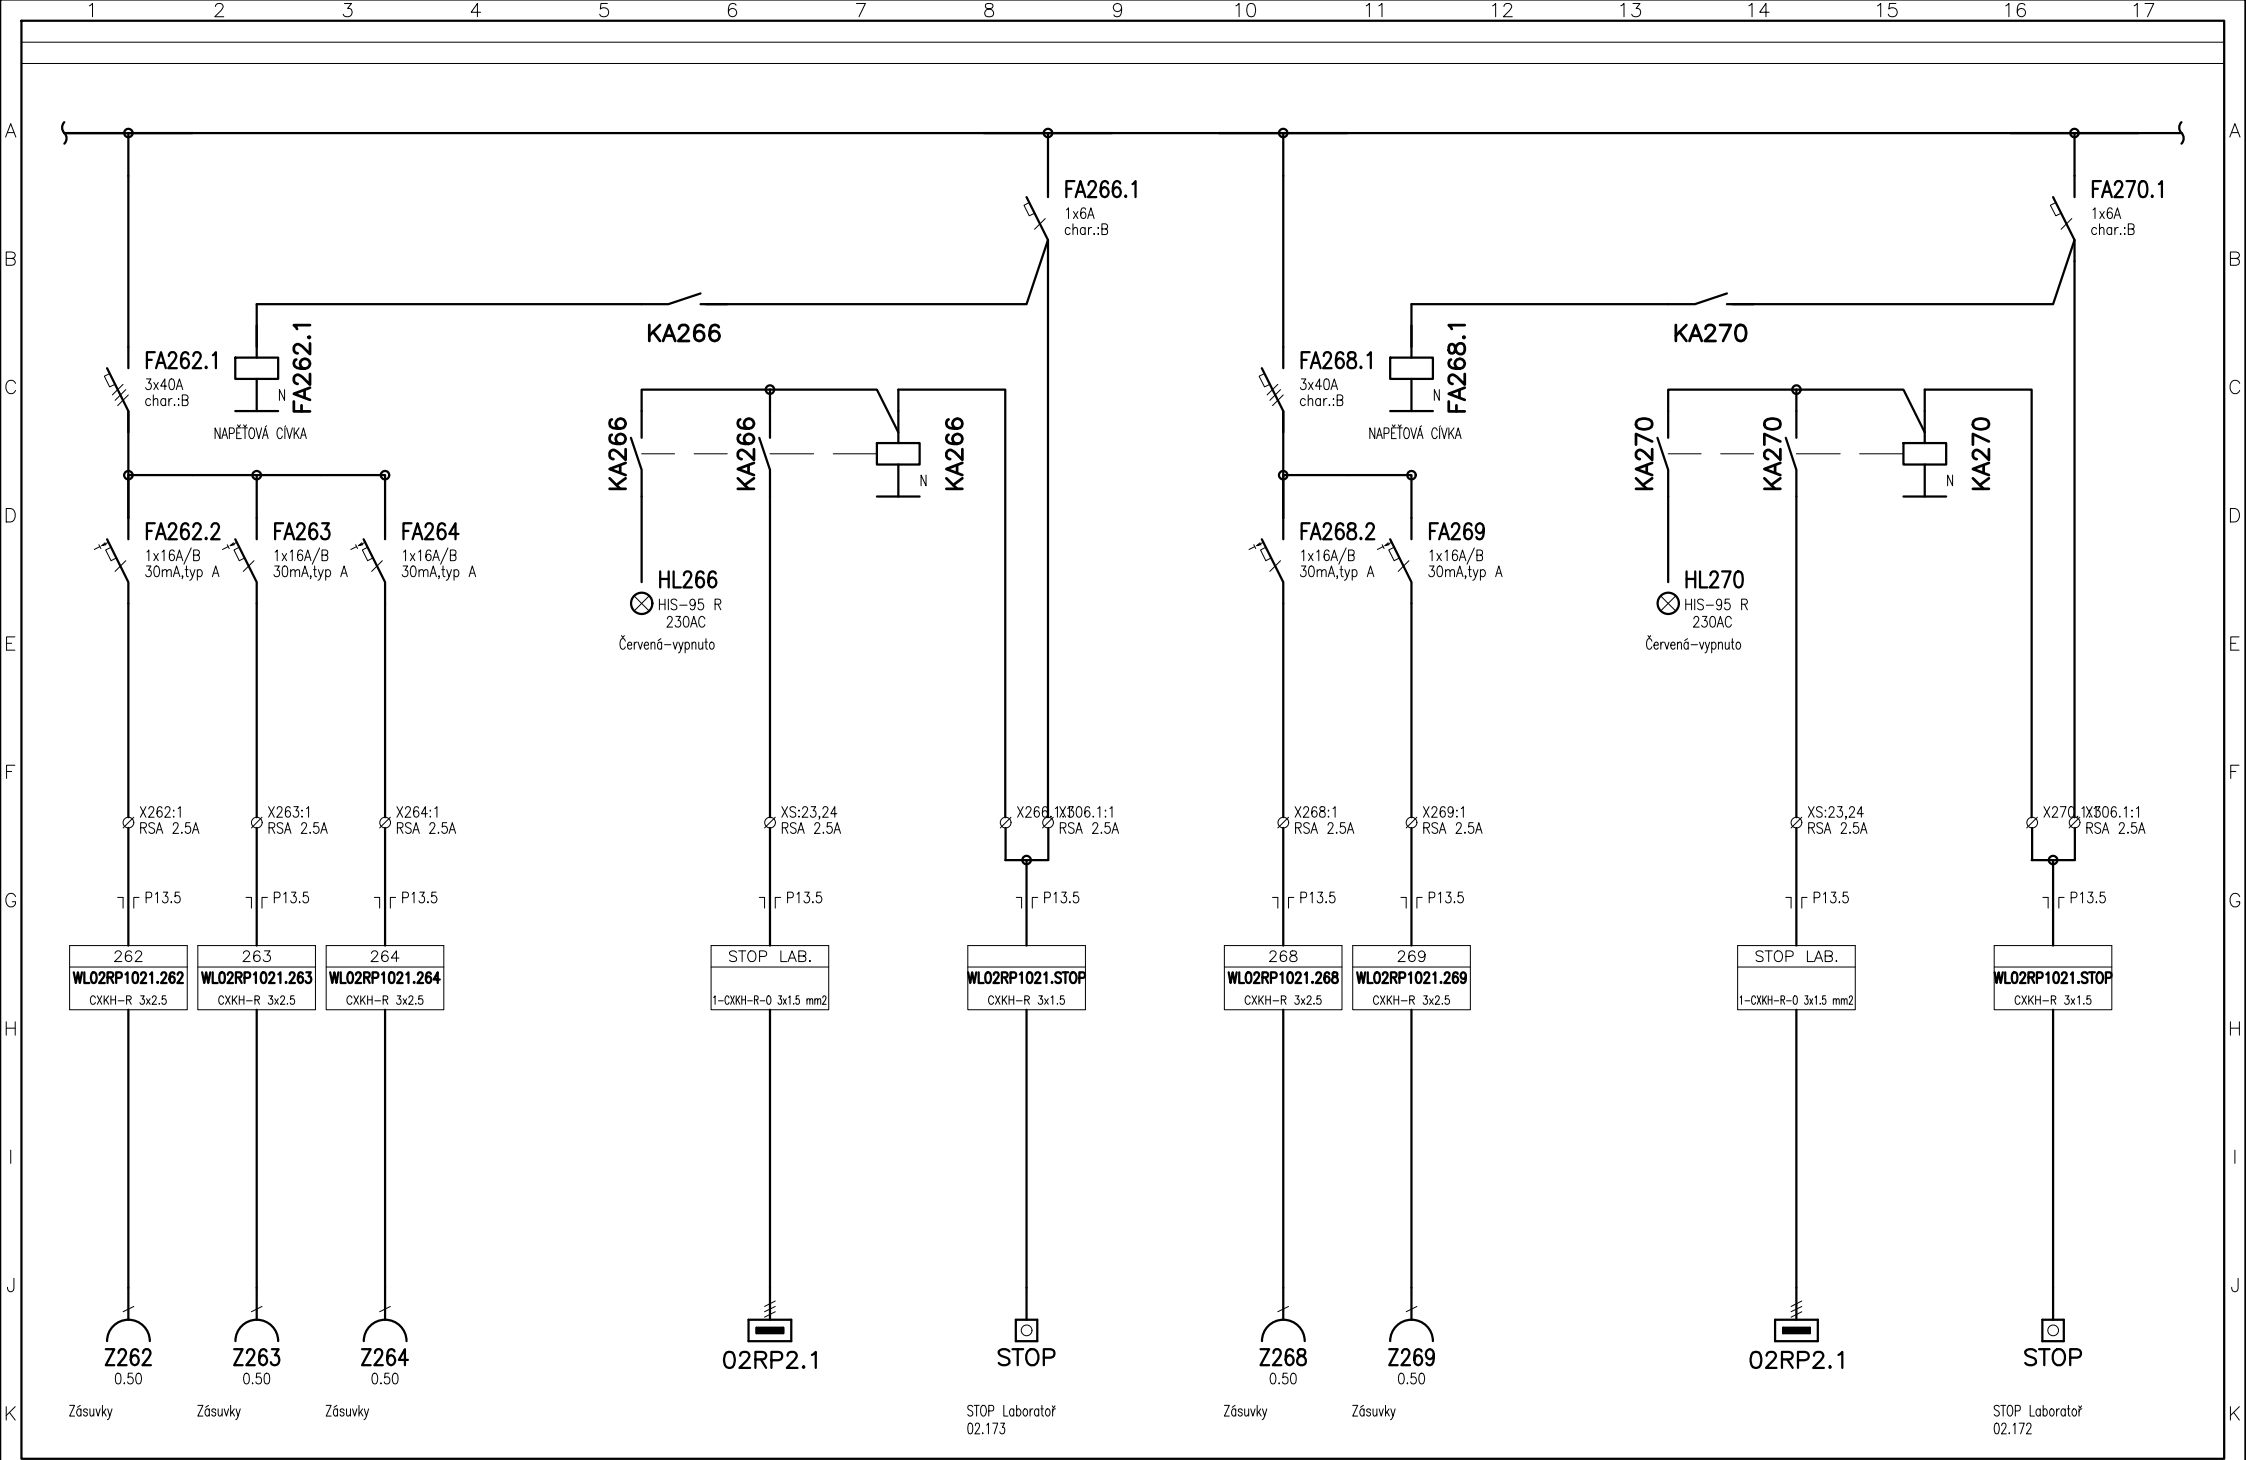 1 2 3 4 5 6 7 8 9 10 11 12 13 14 15 16 17
A A
FA266.1
1x6A
char.:B
FA270.1
1x6A
char.:B
B B
KA266
KA270
FA262.1
3x40A
char.:B
N
FA262.1
NAPĚŤOVÁ CÍVKA
FA268.1
3x40A
char.:B
N
FA268.1
NAPĚŤOVÁ CÍVKA
C C
KA266
KA266
N
KA266
KA270
KA270
N
KA270
D D
FA262.2
1x16A/B
30mA,typ A
FA263
1x16A/B
30mA,typ A
FA264
1x16A/B
30mA,typ A
HL266
HIS-95 R
230AC
Červená-vypnuto
FA268.2
1x16A/B
30mA,typ A
FA269
1x16A/B
30mA,typ A
HL270
HIS-95 R
230AC
Červená-vypnuto
E E
F F
X262:1
RSA 2.5A
X263:1
RSA 2.5A
X264:1
RSA 2.5A
XS:23,24
RSA 2.5A
RSA 2.5A
X268:1
RSA 2.5A
X269:1
RSA 2.5A
XS:23,24
RSA 2.5A
RSA 2.5A
G P13.5 P13.5 P13.5 P13.5 P13.5 P13.5 P13.5 P13.5 P13.5 G
262
WL02RP1021.262
CXKH-R 3x2.5
263
WL02RP1021.263
CXKH-R 3x2.5
264
WL02RP1021.264
CXKH-R 3x2.5
STOP LAB.
1-CXKH-R-O 3x1.5 mm2
WL02RP1021.STOP
CXKH-R 3x1.5
268
WL02RP1021.268
CXKH-R 3x2.5
269
WL02RP1021.269
CXKH-R 3x2.5
STOP LAB.
1-CXKH-R-O 3x1.5 mm2
WL02RP1021.STOP
CXKH-R 3x1.5
H H
I I
J J
Z262
0.50
Z263
0.50
Z264
0.50
02RP2.1
STOP
Z268
0.50
Z269
0.50
02RP2.1
STOP
K K
Zásuvky
Zásuvky
Zásuvky
STOP Laboratoř
02.173
Zásuvky
Zásuvky
STOP Laboratoř
02.172